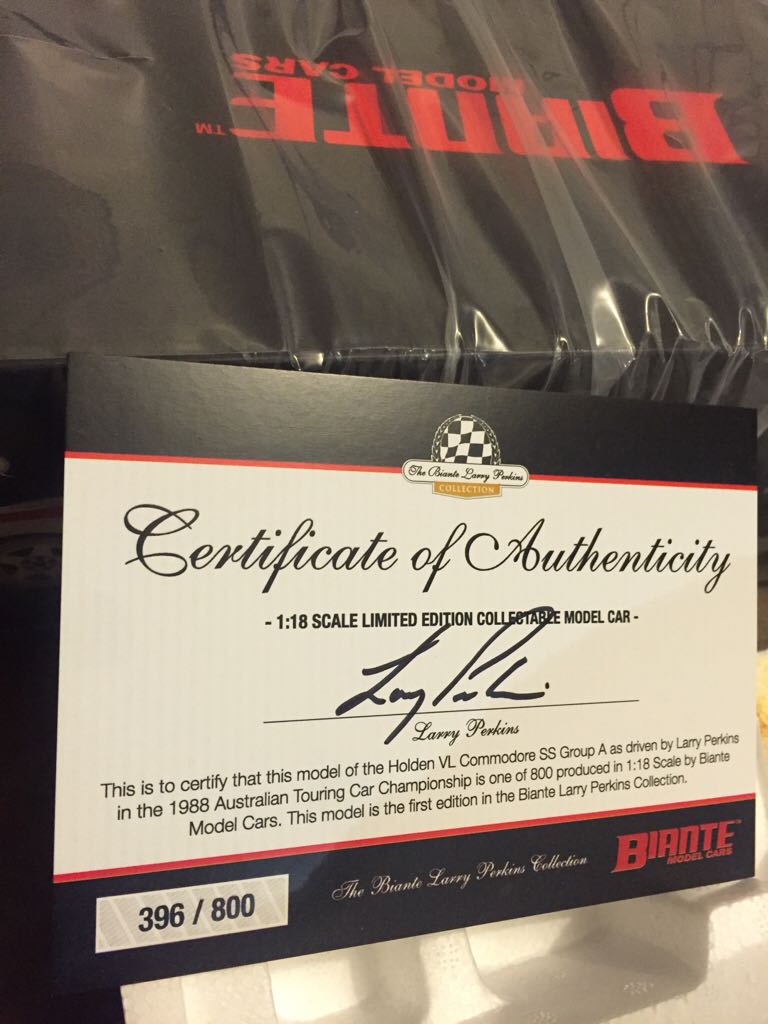 BIANTE
MODEL CARS
TM
The Biante Larry Perkins
COLLECTION
Certificate of Authenticity
- 1:18 SCALE LIMITED EDITION COLLECTABLE MODEL CAR -
Larry Perkins
Larry Perkins
This is to certify that this model of the Holden VL Commodore SS Group A as driven by Larry Perkins
in the 1988 Australian Touring Car Championship is one of 800 produced in 1:18 Scale by Biante
Model Cars. This model is the first edition in the Biante Larry Perkins Collection.
396 / 800
The Biante Larry Perkins Collection
BIANTE™
MODEL CARS